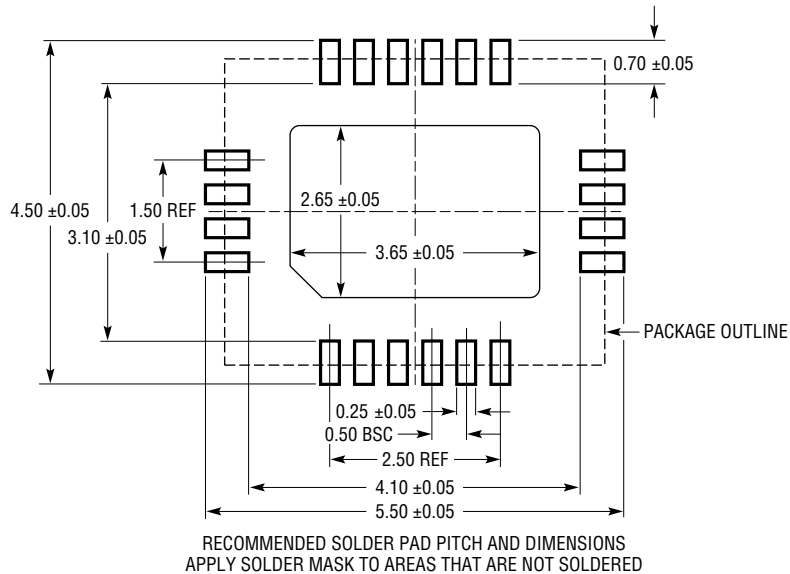 0.70 ±0.05
4.50 ±0.05
1.50 REF
2.65 ±0.05
3.10 ±0.05
3.65 ±0.05
PACKAGE OUTLINE
0.25 ±0.05
0.50 BSC
2.50 REF
4.10 ±0.05
5.50 ±0.05
RECOMMENDED SOLDER PAD PITCH AND DIMENSIONS
APPLY SOLDER MASK TO AREAS THAT ARE NOT SOLDERED